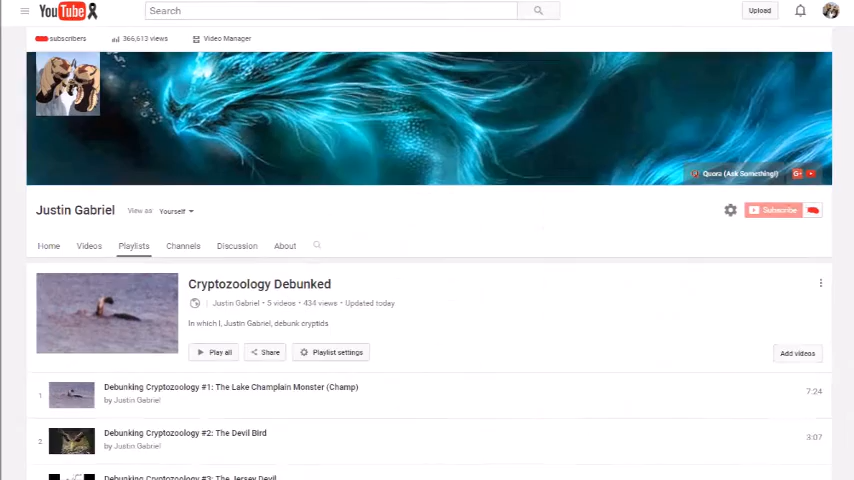 YouTube
Search
Upload
subscribers
366,613 views
Video Manager
Quora (Ask Something!)
Justin Gabriel
View as:
Yourself
Subscribe
Home
Videos
Playlists
Channels
Discussion
About
Cryptozoology Debunked
Justin Gabriel • 5 videos • 434 views • Updated today
In which I, Justin Gabriel, debunk cryptids
Play all
Share
Playlist settings
Add videos
1
Debunking Cryptozoology #1: The Lake Champlain Monster (Champ)
7:24
by Justin Gabriel
2
Debunking Cryptozoology #2: The Devil Bird
3:07
by Justin Gabriel
Debunking Cryptozoology #3: The Jersey Devil